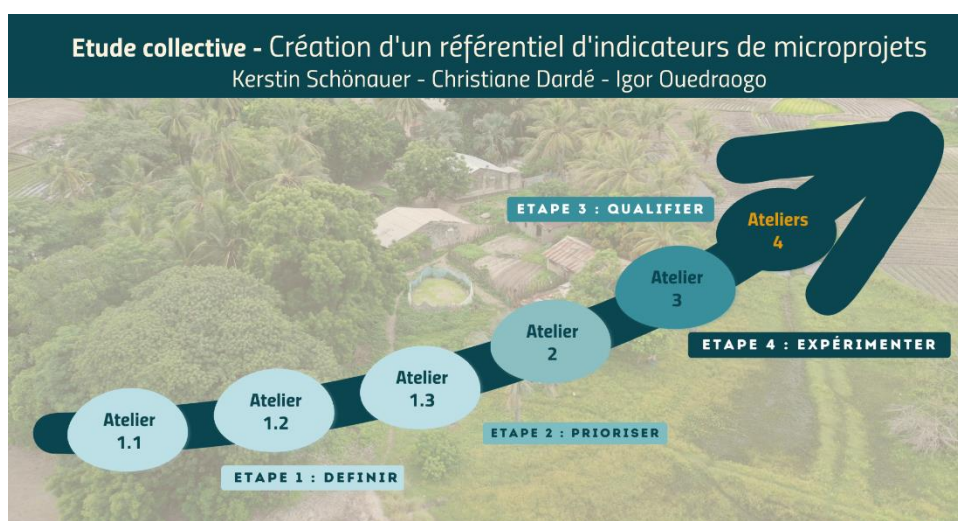 Etude collective - Création d'un référentiel d'indicateurs de microprojets
Kerstin Schönauer - Christiane Dardé - Igor Ouedraogo
ETAPE 3 : QUALIFIER
Ateliers
4
Atelier
3
Atelier
2
ETAPE 4 : EXPÉRIMENTER
Atelier
1.3
Atelier
1.2
Atelier
1.1
ETAPE 2 : PRIORISER
ETAPE 1 : DEFINIR